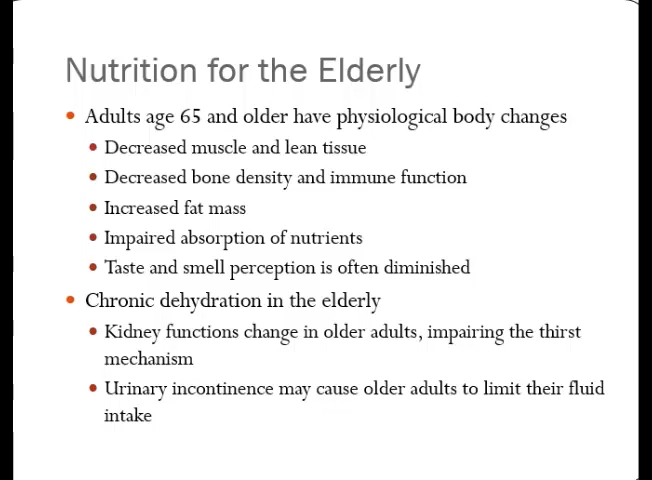 Nutrition for the Elderly
• Adults age 65 and older have physiological body changes
• Decreased muscle and lean tissue
• Decreased bone density and immune function
• Increased fat mass
• Impaired absorption of nutrients
• Taste and smell perception is often diminished
• Chronic dehydration in the elderly
• Kidney functions change in older adults, impairing the thirst
mechanism
• Urinary incontinence may cause older adults to limit their fluid
intake